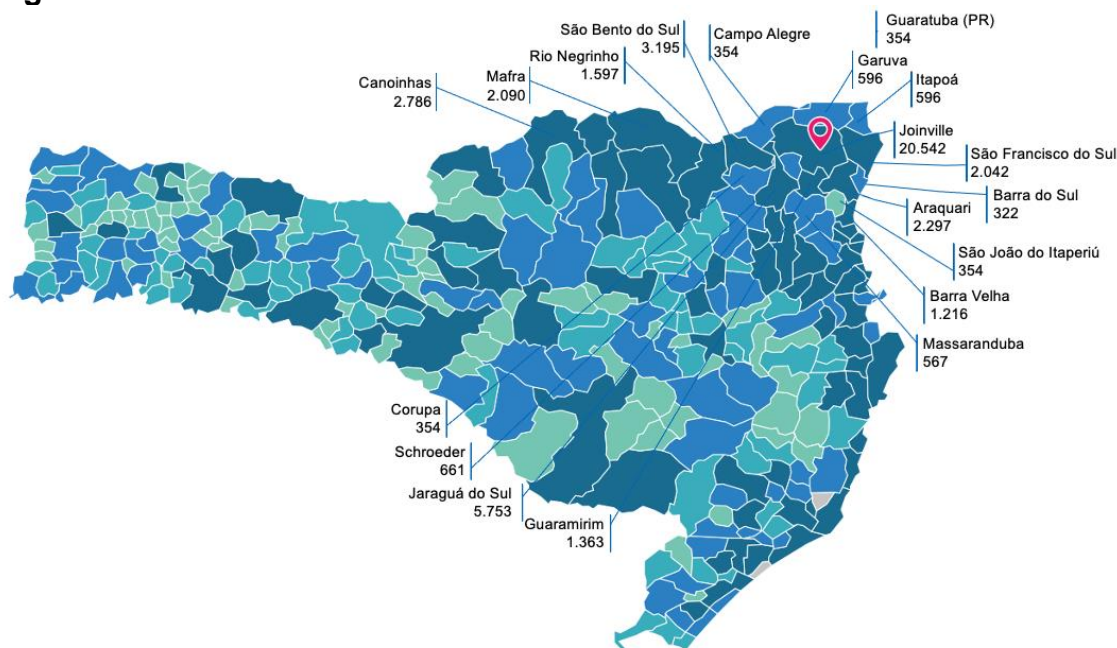 g
Guaratuba (PR)
354
São Bento do Sul
3.195
Campo Alegre
354
Rio Negrinho
1.597
Garuva
596
Mafra
2.090
Itapoá
596
Canoinhas
2.786
Joinville
20.542
São Francisco do Sul
2.042
Barra do Sul
322
Araquari
2.297
São João do Itaperiú
354
Barra Velha
1.216
Massaranduba
567
Corupa
354
Schroeder
661
Jaraguá do Sul
5.753
Guaramirim
1.363